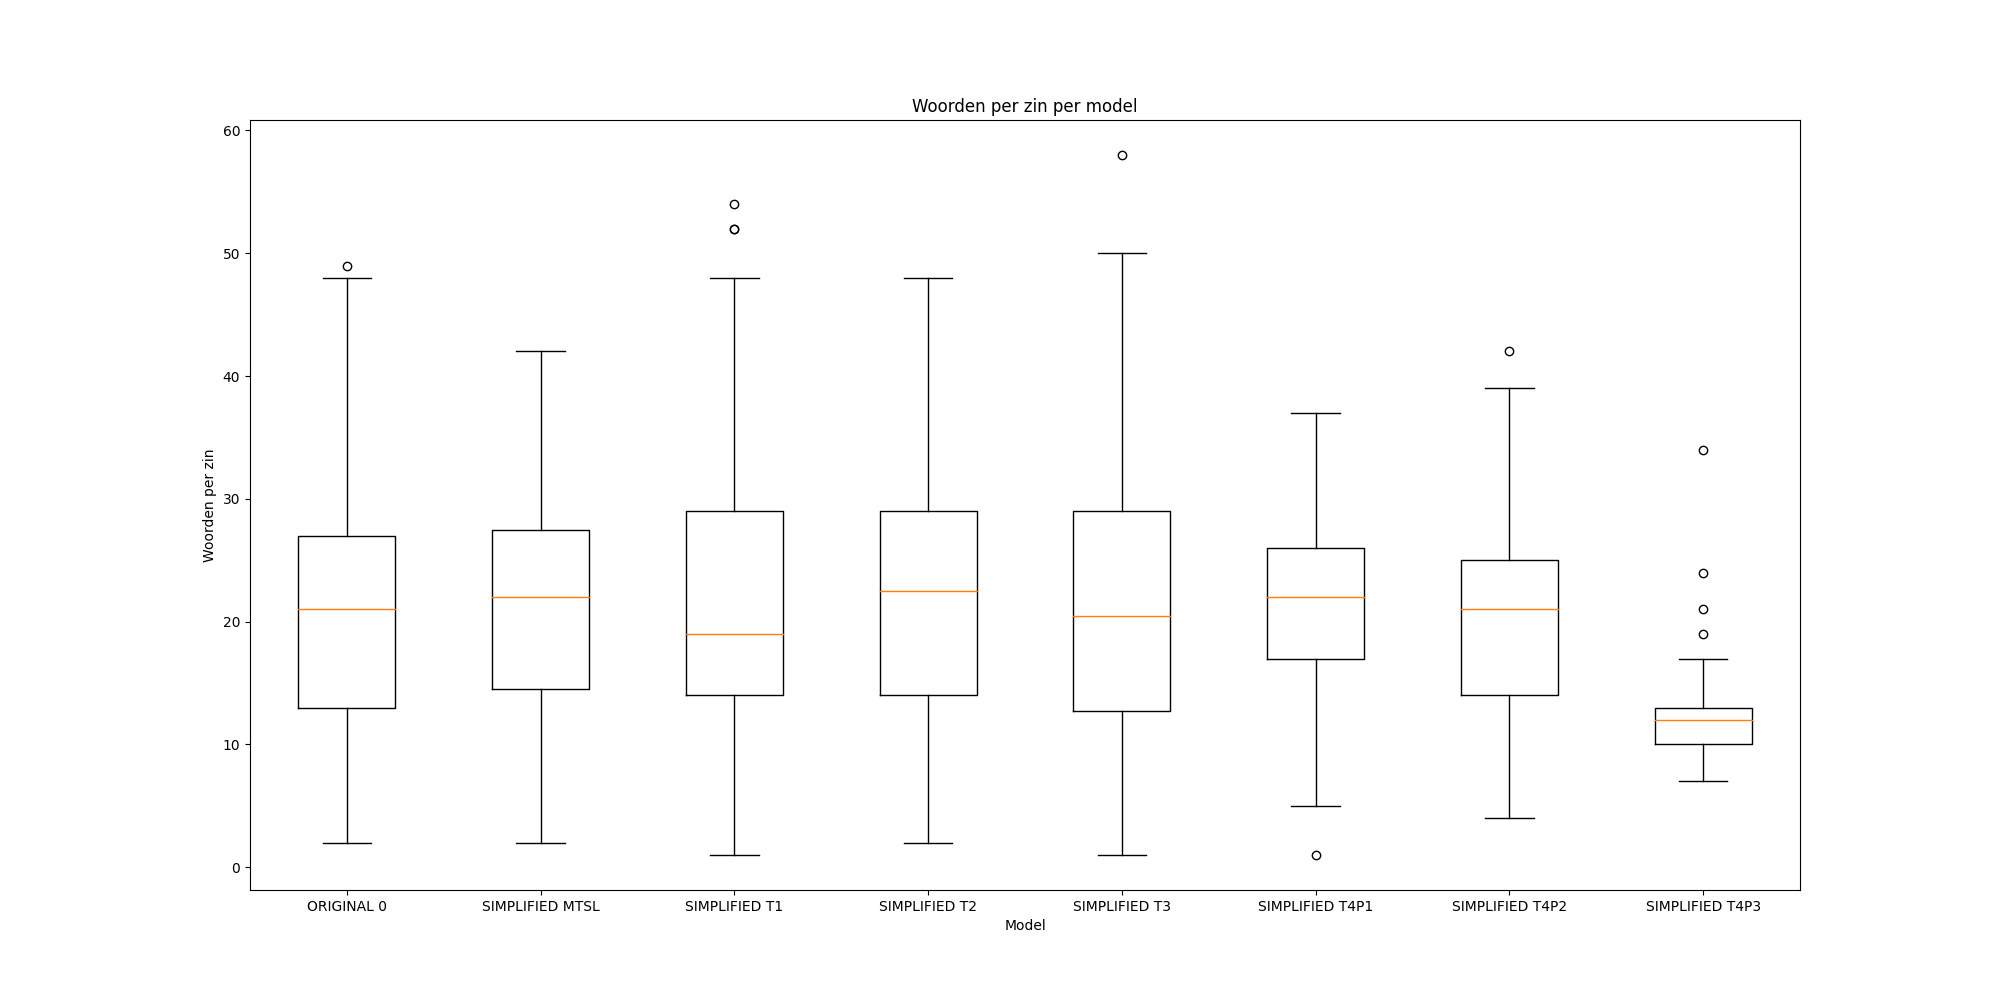 Woorden per zin per model
60
50
40
30
20
10
0
Woorden per zin
ORIGINAL 0 SIMPLIFIED MTSL SIMPLIFIED T1 SIMPLIFIED T2 SIMPLIFIED T3 SIMPLIFIED T4P1 SIMPLIFIED T4P2 SIMPLIFIED T4P3
Model